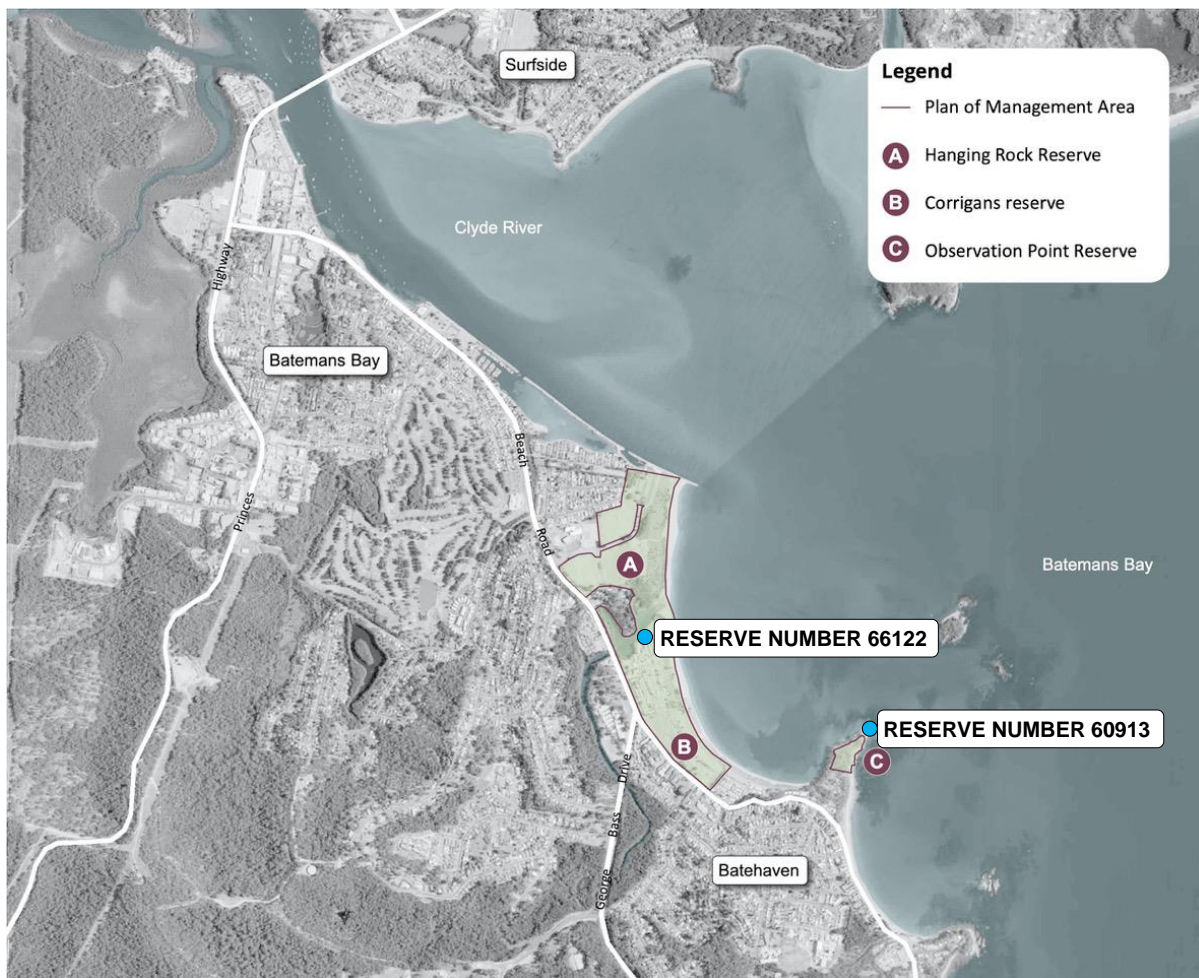 Surfside
Legend
Plan of Management Area
A Hanging Rock Reserve
B Corrigans reserve
C Observation Point Reserve
Clyde River
Highway
Batemans Bay
Beach
Road
Princes
A
Batemans Bay
RESERVE NUMBER 66122
RESERVE NUMBER 60913
B
C
Drive
Bass
George
Batehaven